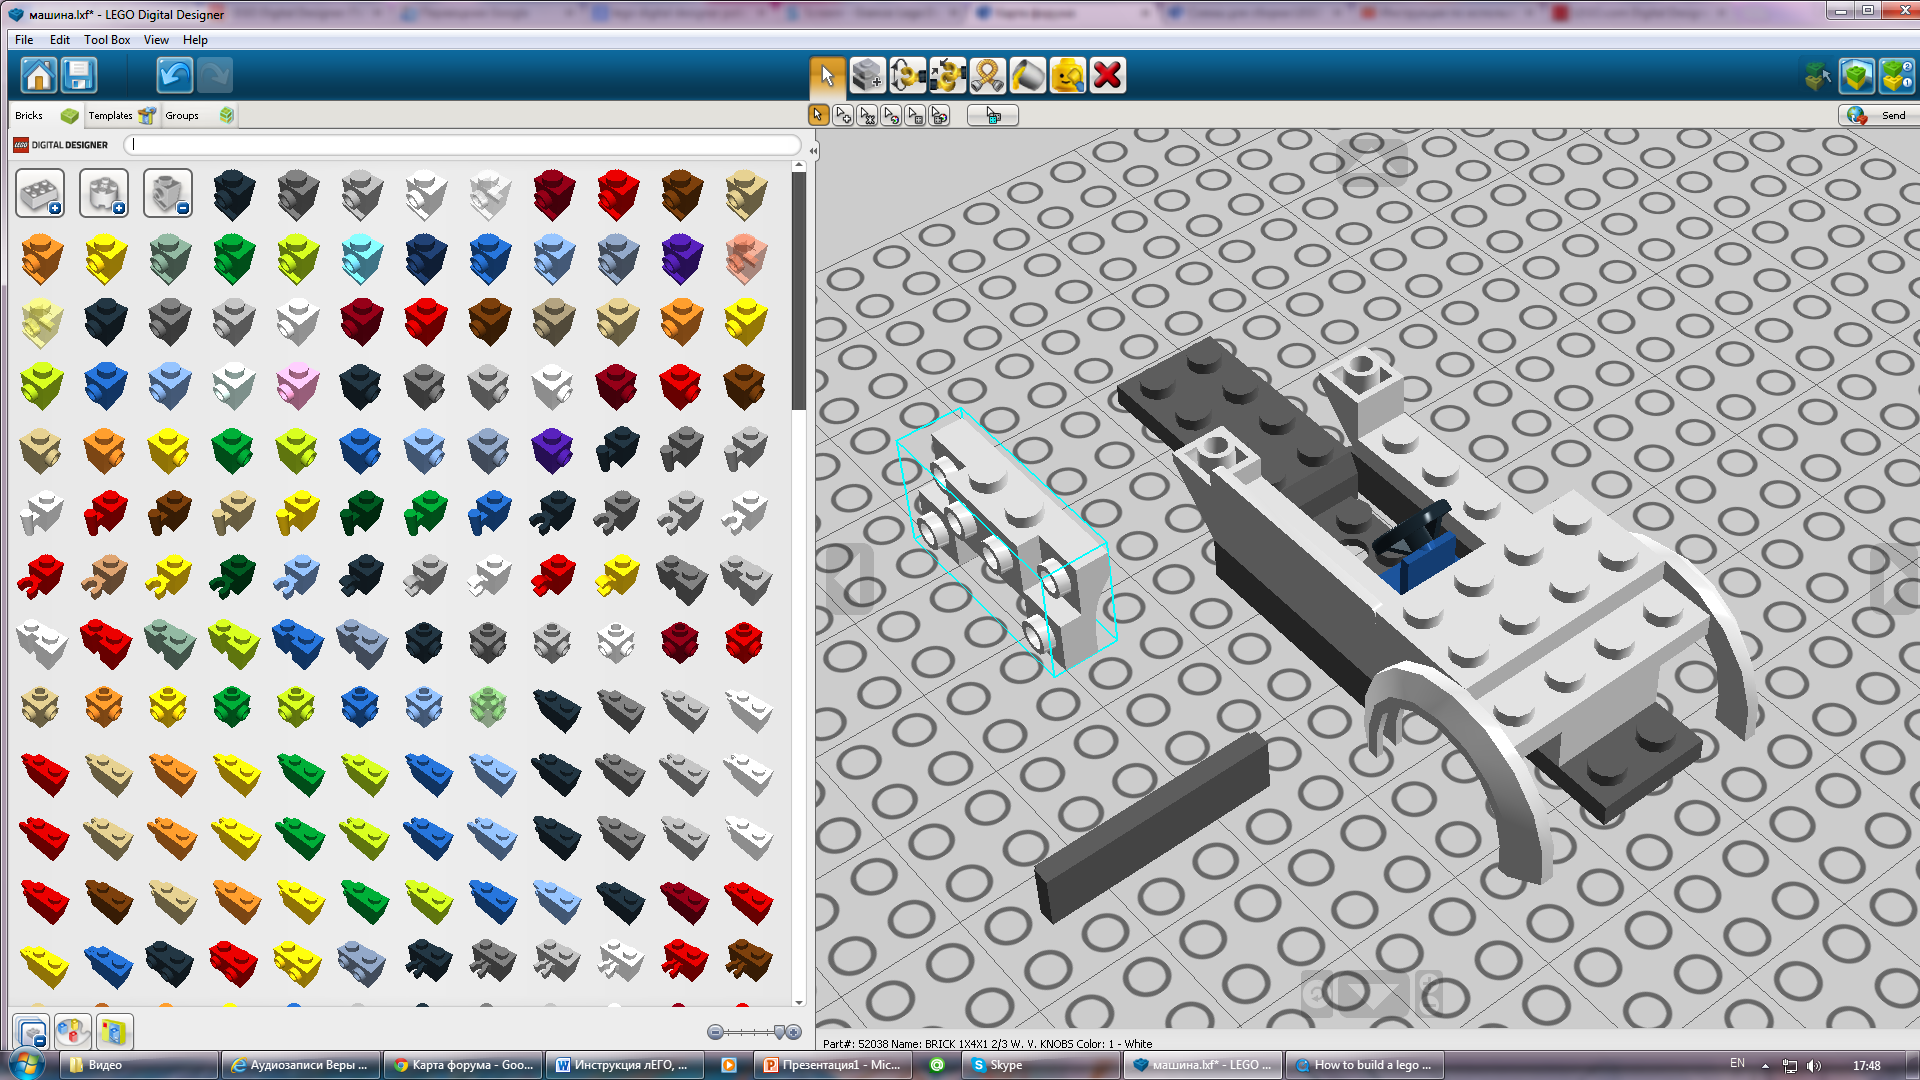 машина.lxf* - LEGO Digital Designer
File Edit Tool Box View Help
Bricks Templates Groups
Send
LEGO DIGITAL DESIGNER
Part#: 52038 Name: BRICK 1X4X1 2/3 W. V. KNOBS Color: 1 - White
Видео
Аудиозаписи Веры ...
Карта форума - Goo...
Инструкция лЕГО, ...
Презентация1 - Mic...
Skype
машина.lxf* - LEGO ...
How to build a lego ...
EN
17:48